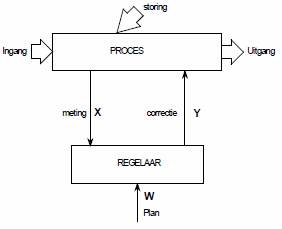 storing
Ingang
PROCES
Uitgang
meting X
correctie Y
REGELAAR
W
Plan